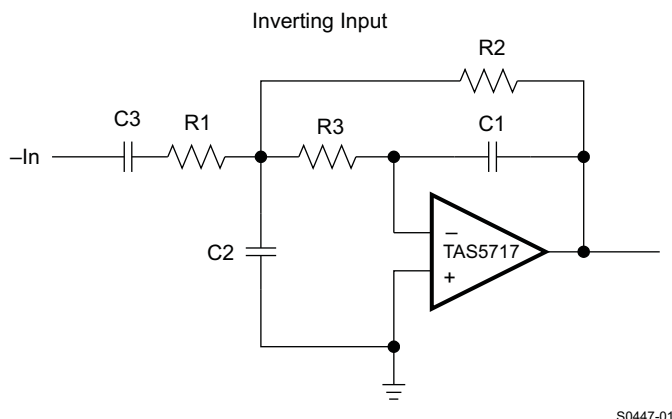 Inverting Input
R2
C3
R1
R3
C1
–In
C2
–
TAS5717
+
S0447-01